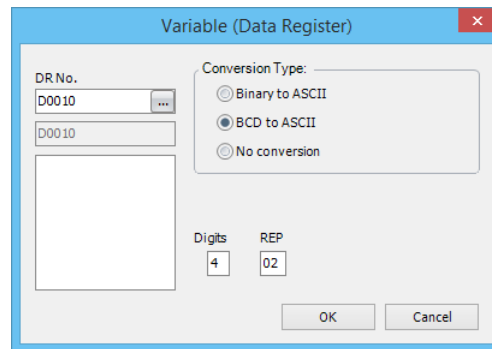 Variable (Data Register)
DR No.
D0010 ...
D0010
Conversion Type:
Binary to ASCII
BCD to ASCII
No conversion
Digits REP
4 02
OK Cancel